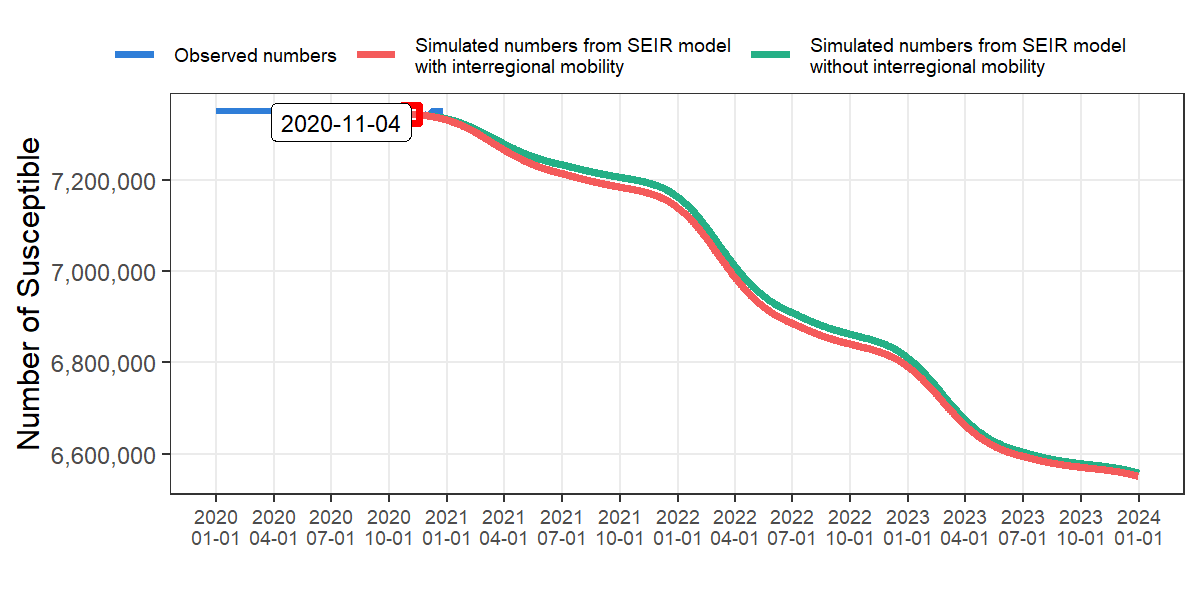 Observed numbers
Simulated numbers from SEIR model
with interregional mobility
Simulated numbers from SEIR model
without interregional mobility
2020-11-04
Number of Susceptible
7,200,000
7,000,000
6,800,000
6,600,000
2020 2020 2020 2020 2021 2021 2021 2021 2022 2022 2022 2022 2023 2023 2023 2023 2024
01-01 04-01 07-01 10-01 01-01 04-01 07-01 10-01 01-01 04-01 07-01 10-01 01-01 04-01 07-01 10-01 01-01